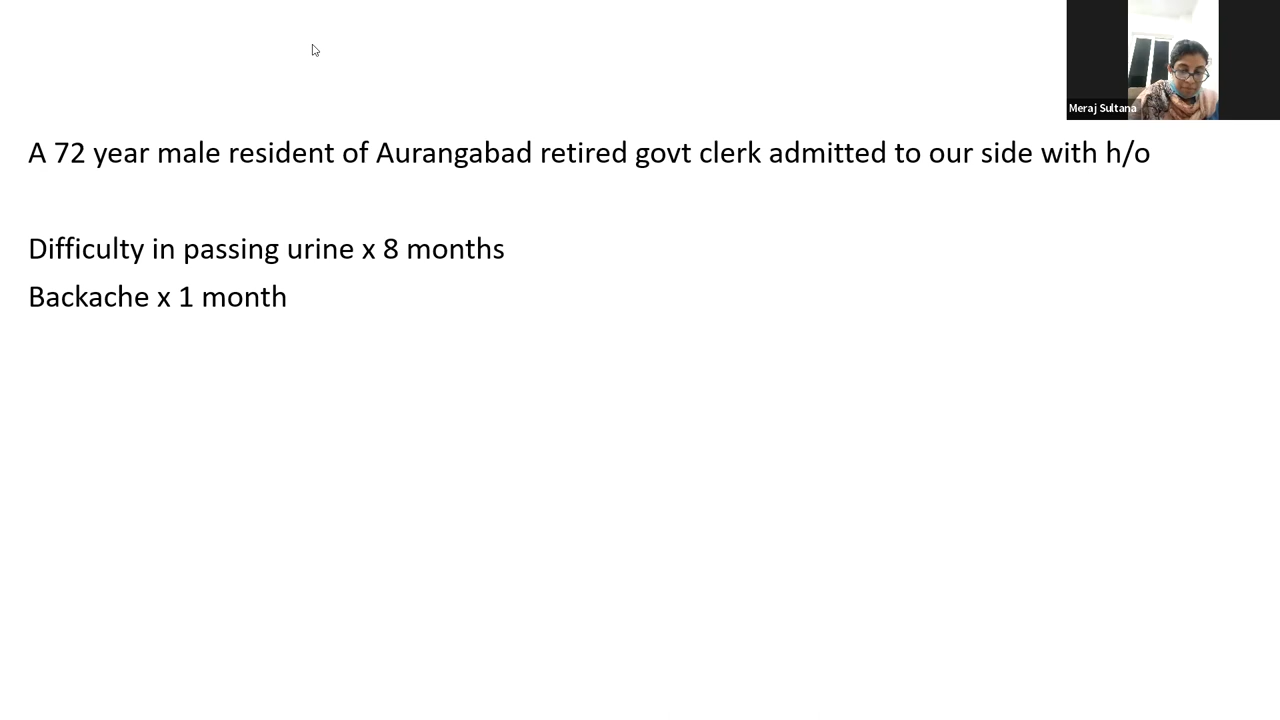 Meraj Sultana
A 72 year male resident of Aurangabad retired govt clerk admitted to our side with h/o
Difficulty in passing urine x 8 months
Backache x 1 month